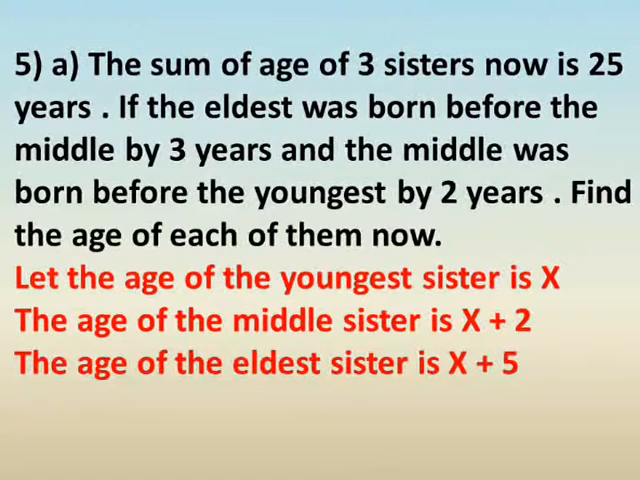 5) a) The sum of age of 3 sisters now is 25
years . If the eldest was born before the
middle by 3 years and the middle was
born before the youngest by 2 years . Find
the age of each of them now.
Let the age of the youngest sister is X
The age of the middle sister is X + 2
The age of the eldest sister is X + 5